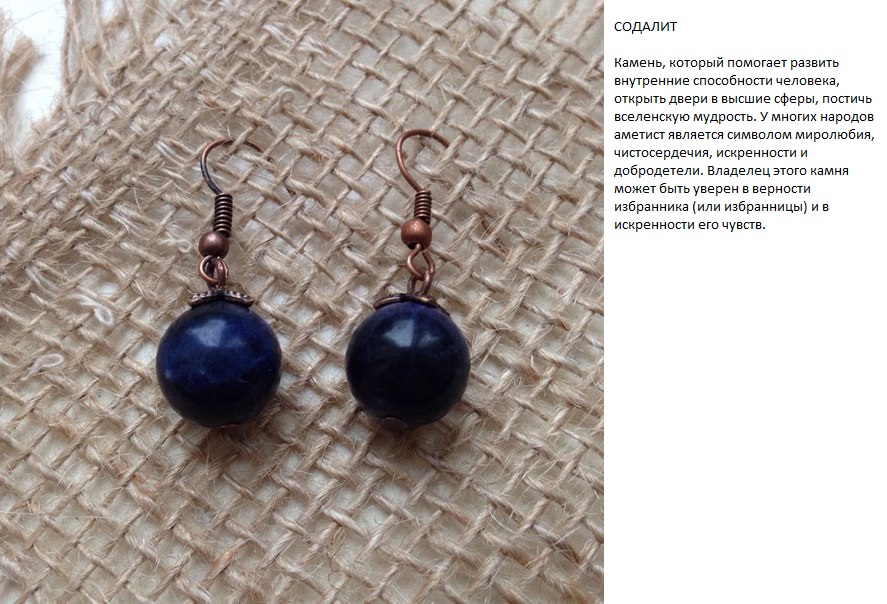 СОДАЛИТ
Камень, который помогает развить
внутренние способности человека,
открыть двери в высшие сферы, постичь
вселенскую мудрость. У многих народов
аметист является символом миролюбия,
чистосердечия, искренности и
добродетели. Владелец этого камня
может быть уверен в верности
избранника (или избранницы) и в
искренности его чувств.